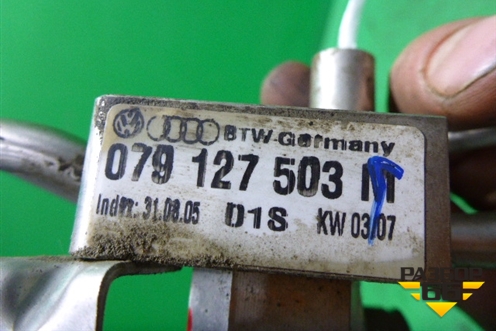 BTW-Germany
079 127 503 M
Index: 31.08.05 D1S KW 03/07